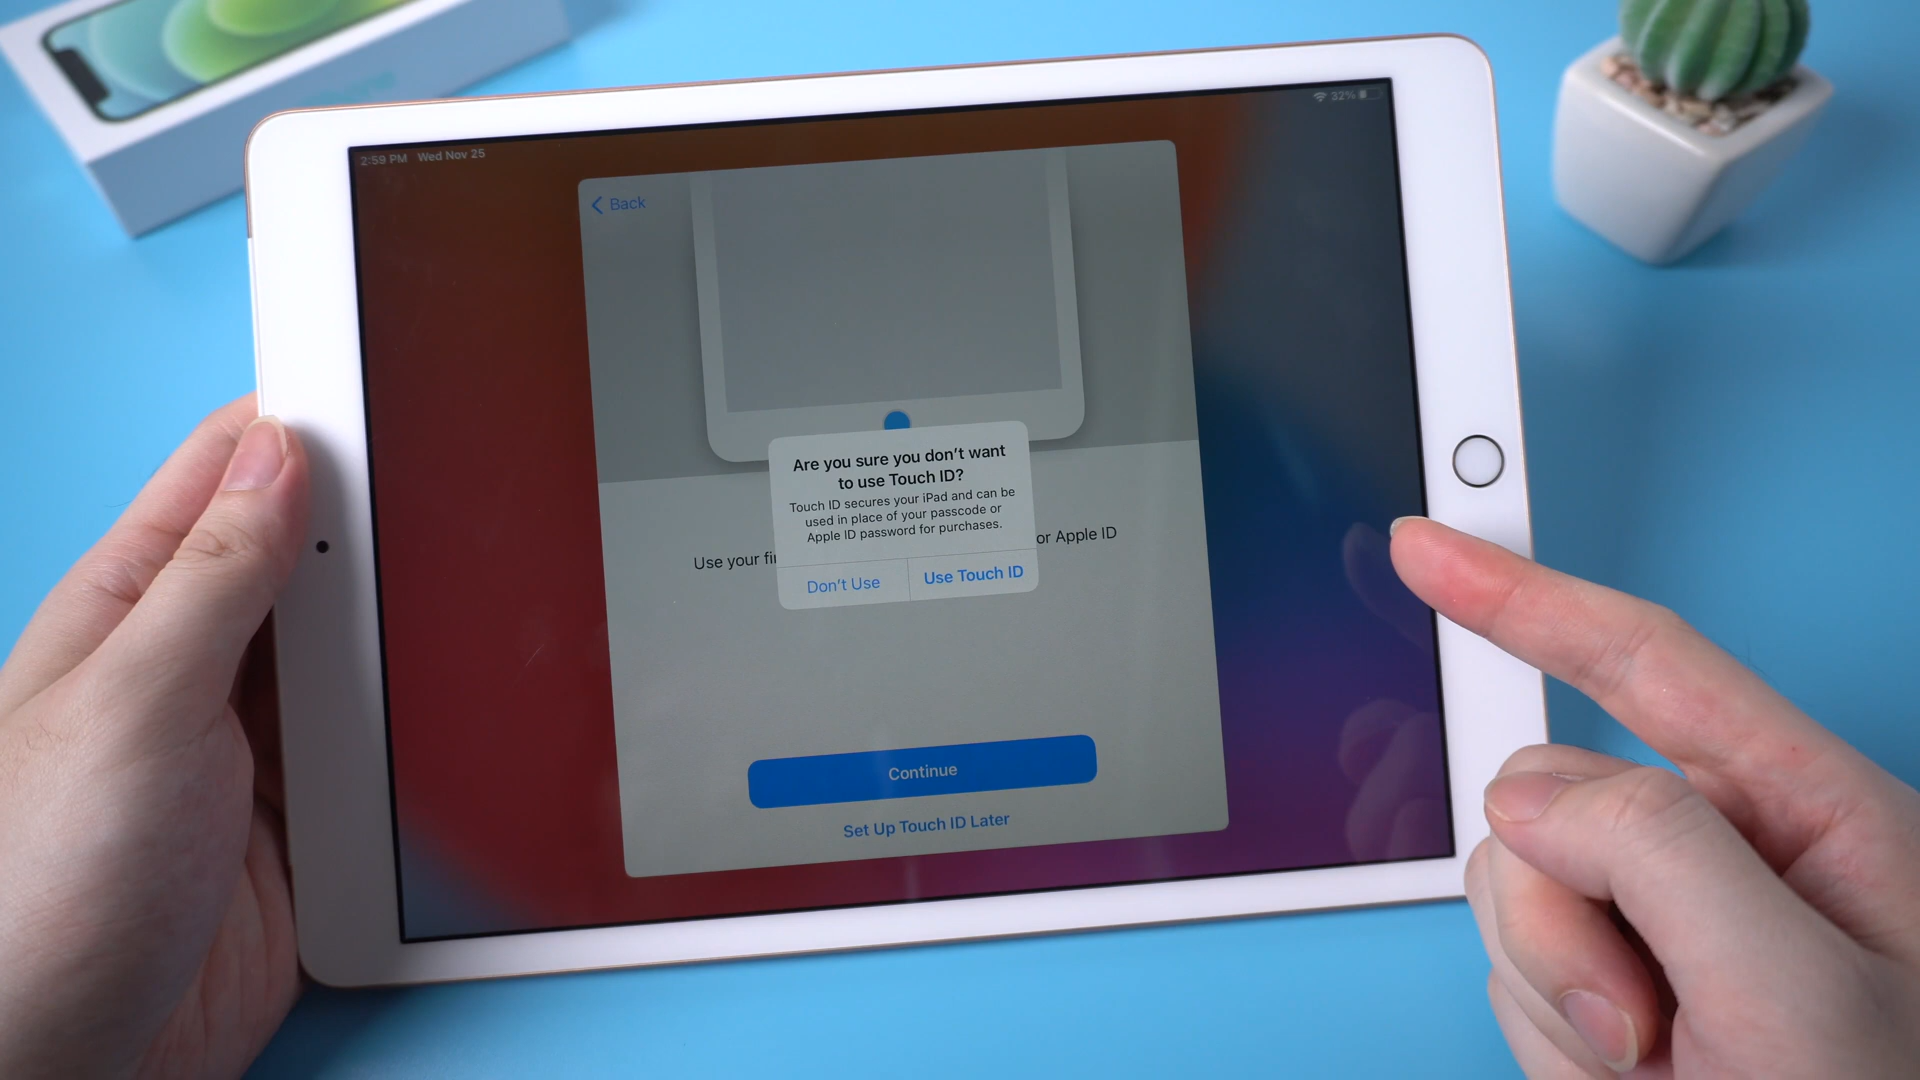 2:59 PM Wed Nov 25
32%
Back
Are you sure you don't want
to use Touch ID?
Touch ID secures your iPad and can be
used in place of your passcode or
Apple ID password for purchases.
Use your fi
or Apple ID
Don't Use
Use Touch ID
Continue
Set Up Touch ID Later